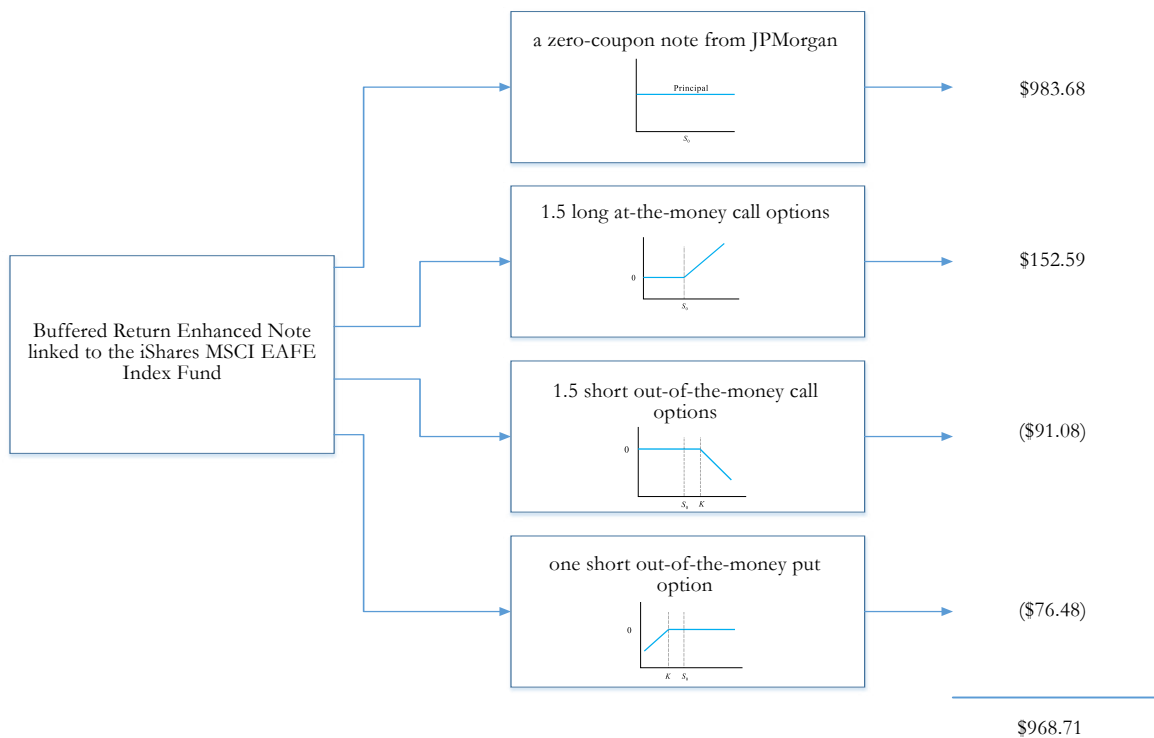 a zero-coupon note from JPMorgan
Principal
S₀
$983.68
1.5 long at-the-money call options
0
S₀
$152.59
Buffered Return Enhanced Note
linked to the iShares MSCI EAFE
Index Fund
1.5 short out-of-the-money call
options
0
S₀ K
($91.08)
one short out-of-the-money put
option
0
K S₀
($76.48)
$968.71